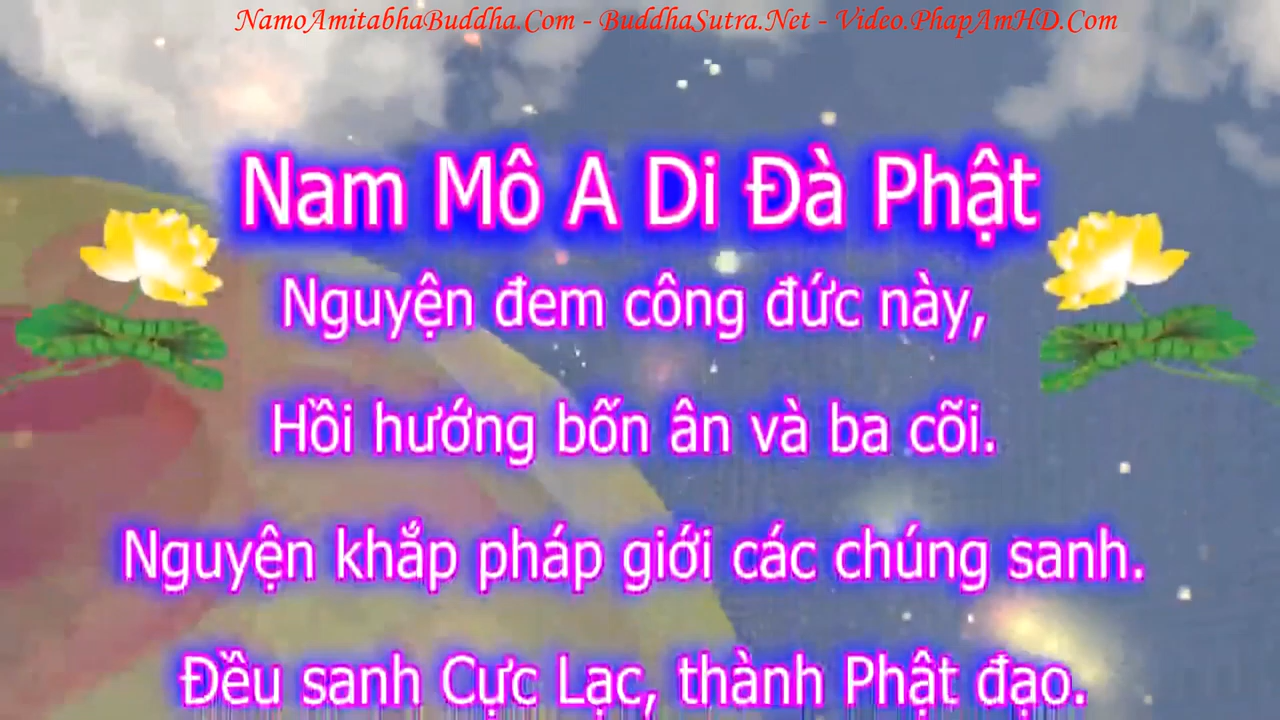 NamoAmitabhaBuddha.Com - BuddhaSutra.Net - Video.PhapAmHD.Com
Nam Mô A Di Đà Phật
Nguyện đem công đức này,
Hồi hướng bốn ân và ba cõi.
Nguyện khắp pháp giới các chúng sanh.
Đều sanh Cực Lạc, thành Phật đạo.